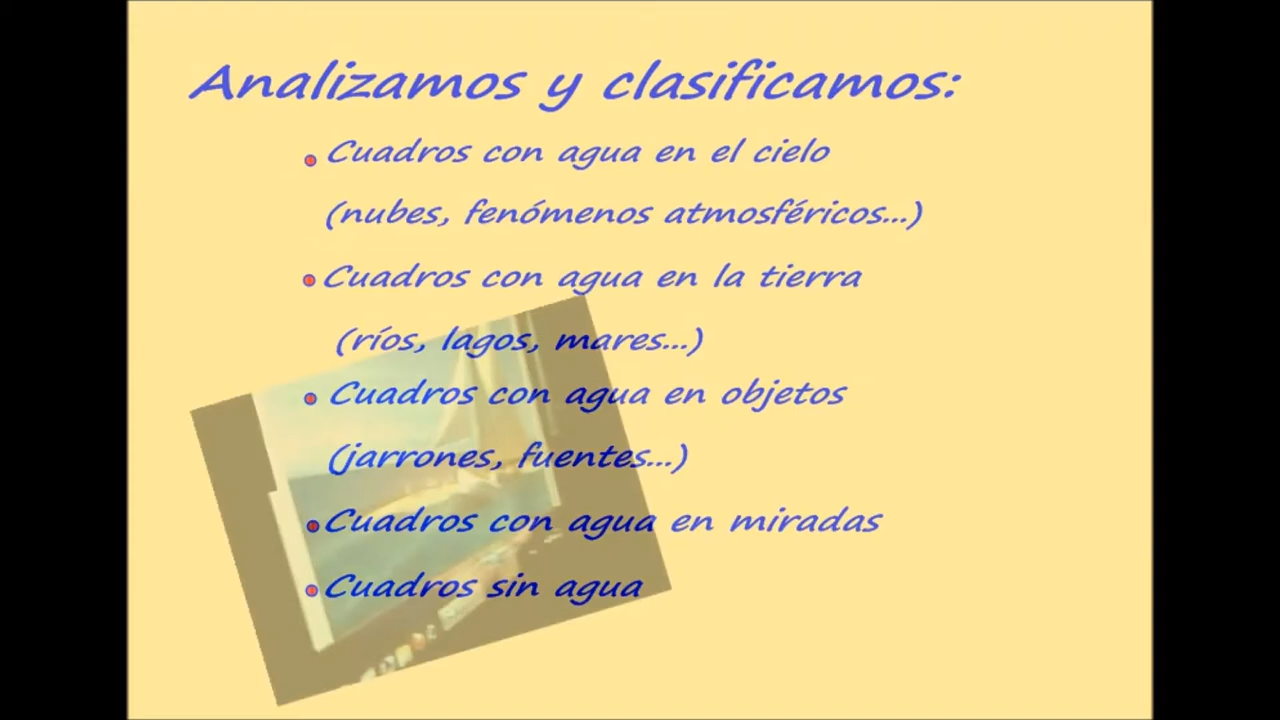 Analizamos y clasificamos:
Cuadros con agua en el cielo
(nubes, fenómenos atmosféricos...)
Cuadros con agua en la tierra
(ríos, lagos, mares...)
Cuadros con agua en objetos
(jarrones, fuentes...)
Cuadros con agua en miradas
Cuadros sin agua